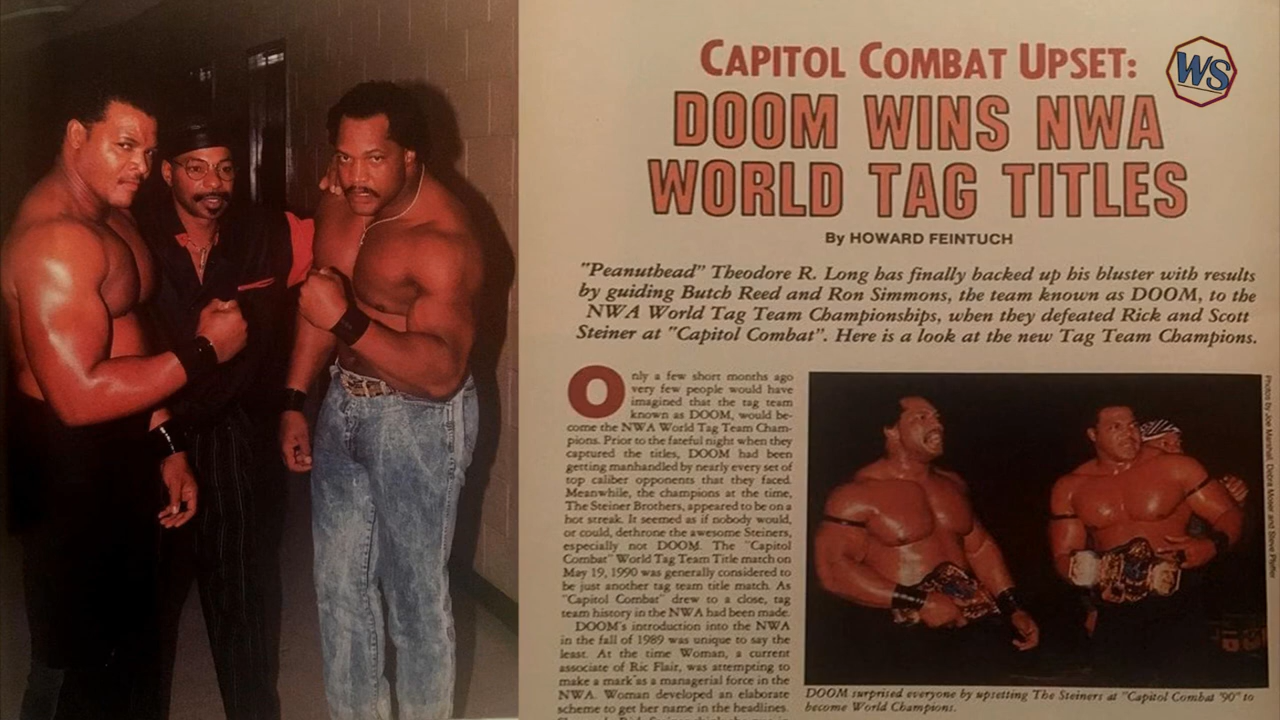 WS
CAPITOL COMBAT UPSET:
DOOM WINS NWA
WORLD TAG TITLES
By HOWARD FEINTUCH
"Peanuthead" Theodore R. Long has finally backed up his bluster with results
by guiding Butch Reed and Ron Simmons, the team known as DOOM, to the
NWA World Tag Team Championships, when they defeated Rick and Scott
Steiner at "Capitol Combat". Here is a look at the new Tag Team Champions.
Only a few short months ago
very few people would have
imagined that the tag team
known as DOOM, would be-
come the NWA World Tag Team Cham-
pions. Prior to the fateful night when they
captured the titles, DOOM had been
getting manhandled by nearly every set of
top caliber opponents that they faced.
Meanwhile, the champions at the time,
The Steiner Brothers, appeared to be on a
hot streak. It seemed as if nobody would,
or could, dethrone the awesome Steiners,
especially not DOOM. The "Capitol
Combat" World Tag Team Title match on
May 19, 1990 was generally considered to
be just another tag team title match. As
"Capitol Combat" drew to a close, tag
team history in the NWA had been made.
DOOM's introduction into the NWA
in the fall of 1989 was unique to say the
least. At the time Woman, a current
associate of Ric Flair, was attempting to
make a mark as a managerial force in the
NWA. Woman developed an elaborate
scheme to get her name in the headlines.
Photos by Joe Marshall, Debra
DOOM surprised everyone by upsetting The Steiners at "Capitol Combat '90" to
become World Champions.